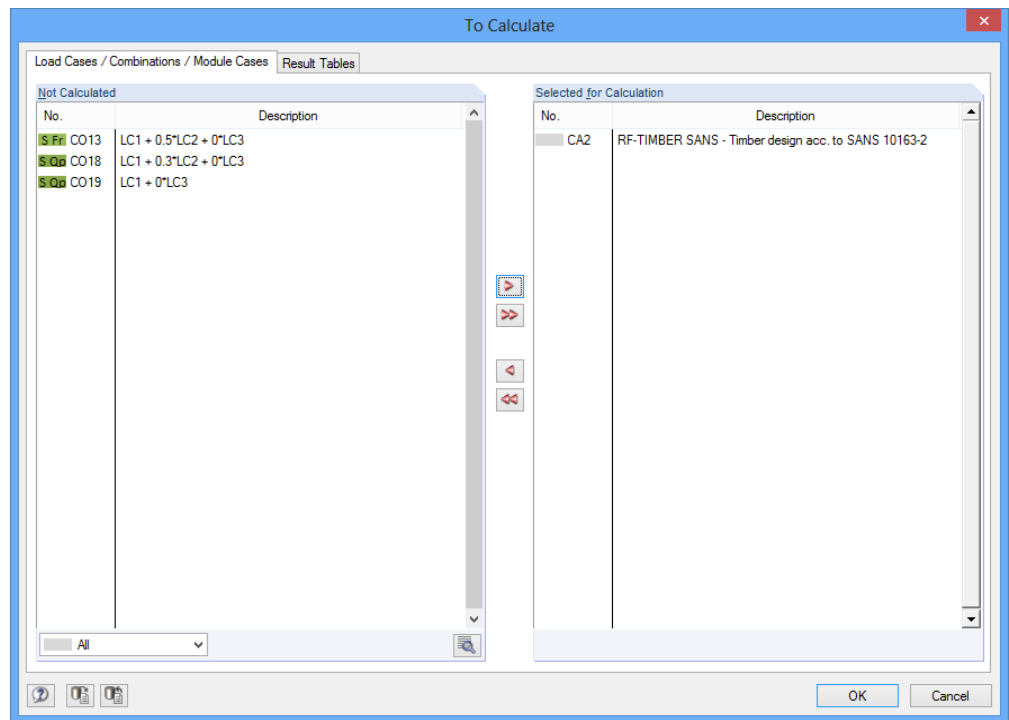 To Calculate
Load Cases / Combinations / Module Cases Result Tables
Not Calculated
No. Description
S Fr CO13 LC1 + 0.5*LC2 + 0*LC3
S Qp CO18 LC1 + 0.3*LC2 + 0*LC3
S Qp CO19 LC1 + 0*LC3
All
Selected for Calculation
No. Description
CA2 RF-TIMBER SANS - Timber design acc. to SANS 10163-2
OK Cancel